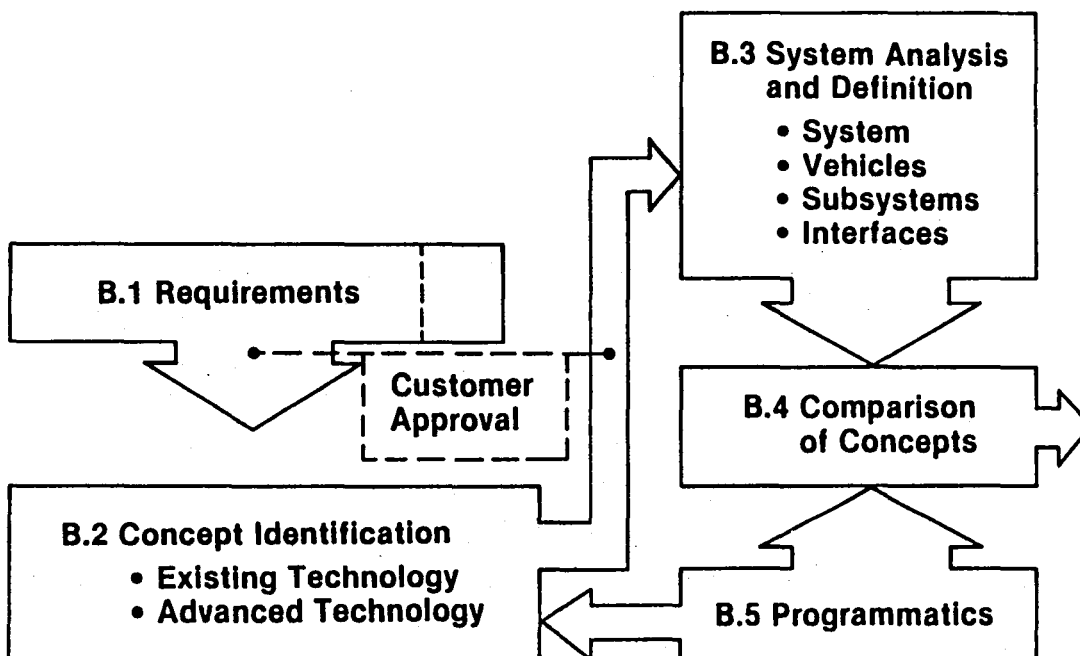 B.1 Requirements
Customer
Approval
B.2 Concept Identification
• Existing Technology
• Advanced Technology
B.3 System Analysis
and Definition
• System
• Vehicles
• Subsystems
• Interfaces
B.4 Comparison
of Concepts
B.5 Programmatics